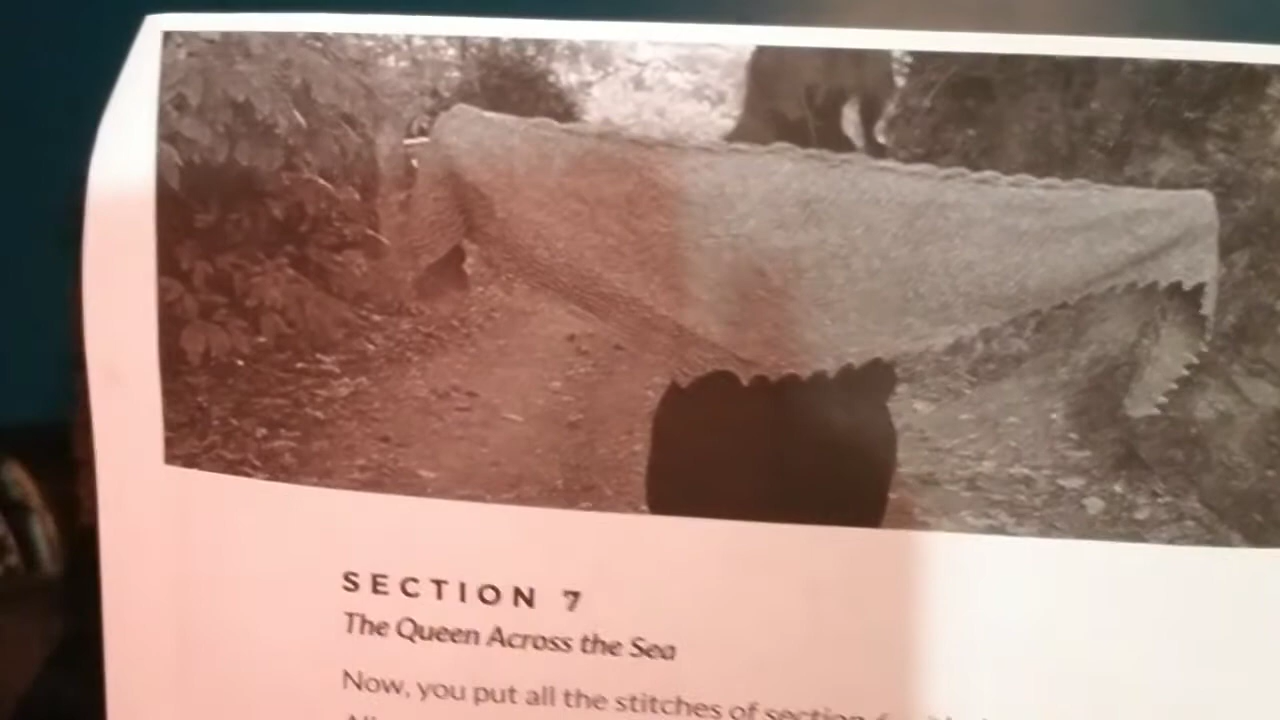 SECTION 7
The Queen Across the Sea
Now, you put all the stitches of section